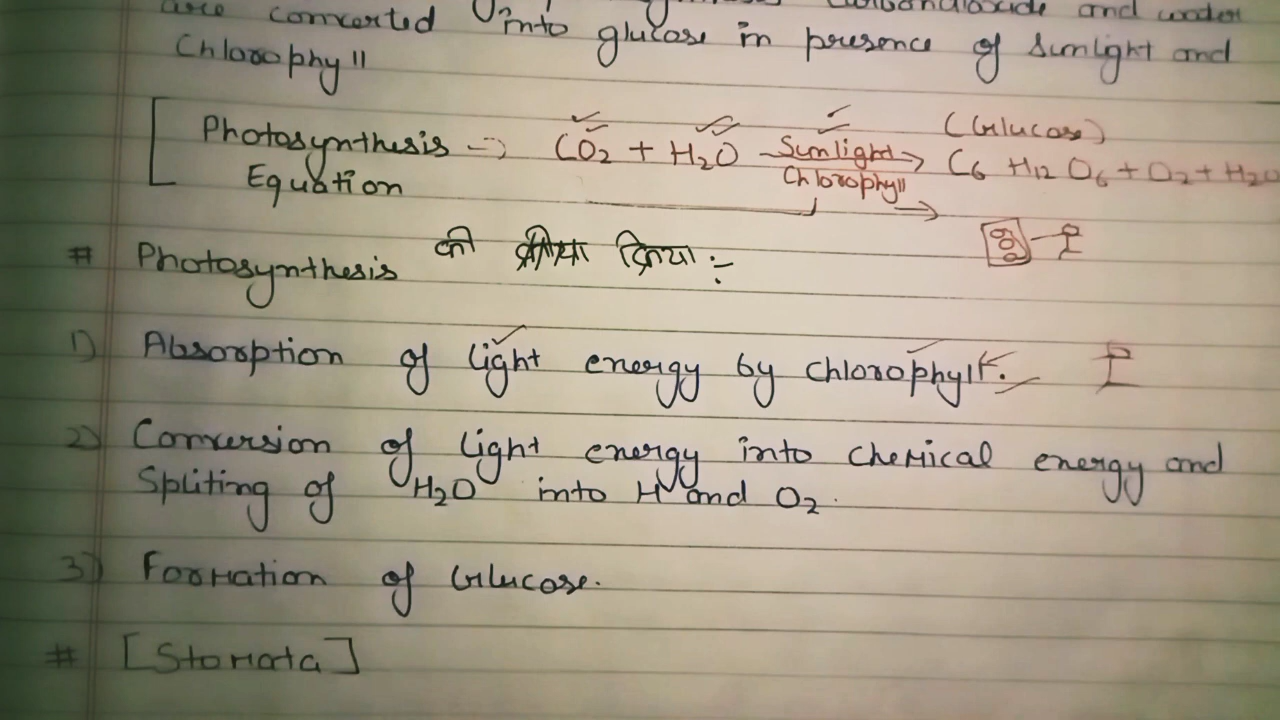 are converted into glucose in presence of Sunlight and
Chlorophyll
(Glucose)
Photosynthesis → CO2 + H2O Sunlight → C6 H12 O6 + O2 + H2O
Equation Chlorophyll
# Photosynthesis की क्रिया :-
1) Absorption of light energy by chlorophyll.
2) Conversion of light energy into chemical energy and
Spliting of H2O into H and O2.
3) Formation of Glucose.
# [Stomata]